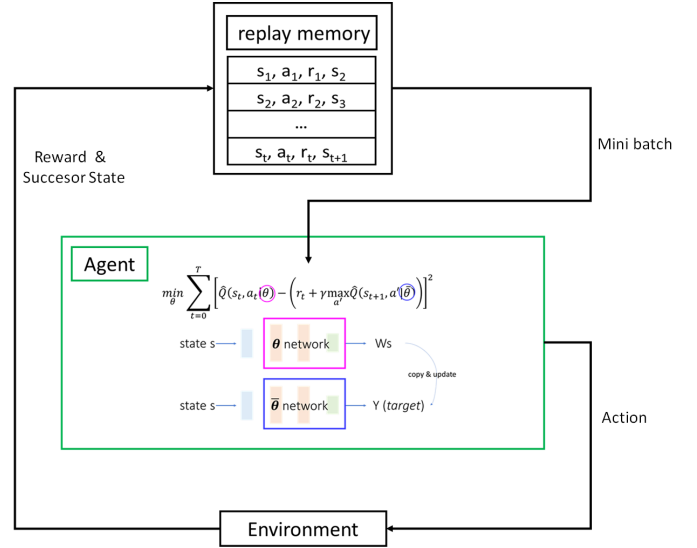 replay memory
s₁, a₁, r₁, s₂
s₂, a₂, r₂, s₃
...
sₜ, aₜ, rₜ, sₜ₊₁
Mini batch
Reward &
Succesor State
Agent
min_θ ∑_{t=0}^{T} [Q̂(sₜ, aₜ|θ) − (rₜ + γ max_{a'} Q̂(sₜ₊₁, a'|θ̄))]²
state s θ network Ws
copy & update
state s θ̄ network Y (target)
Action
Environment